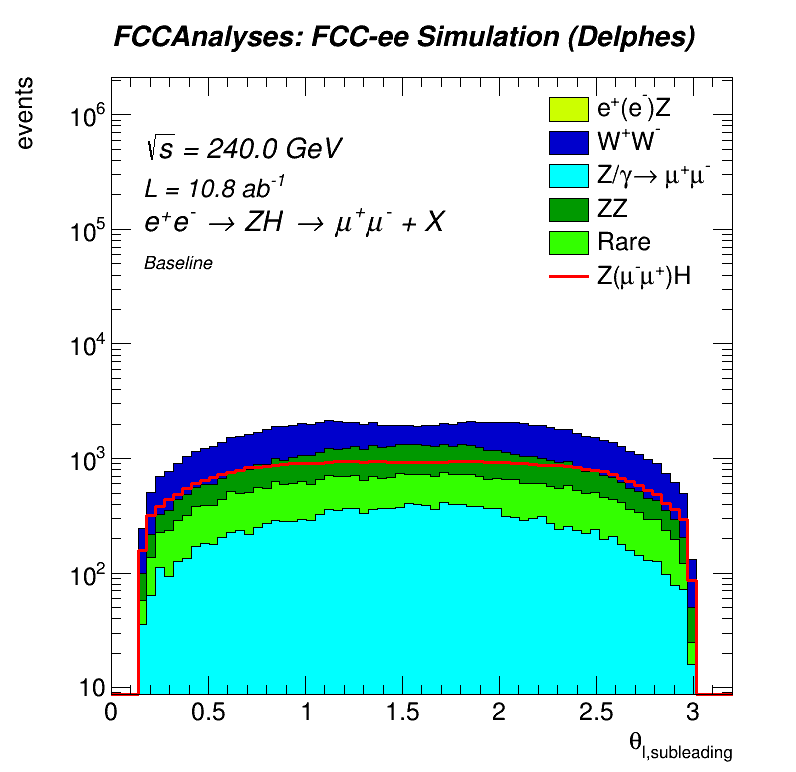 FCCAnalyses: FCC-ee Simulation (Delphes)
events
10⁶
10⁵
10⁴
10³
10²
10
√s = 240.0 GeV
L = 10.8 ab⁻¹
e⁺e⁻ → ZH → μ⁺μ⁻ + X
Baseline
e⁺(e⁻)Z
W⁺W⁻
Z/γ→ μ⁺μ⁻
ZZ
Rare
Z(μ⁻μ⁺)H
0 0.5 1 1.5 2 2.5 3
θl,subleading